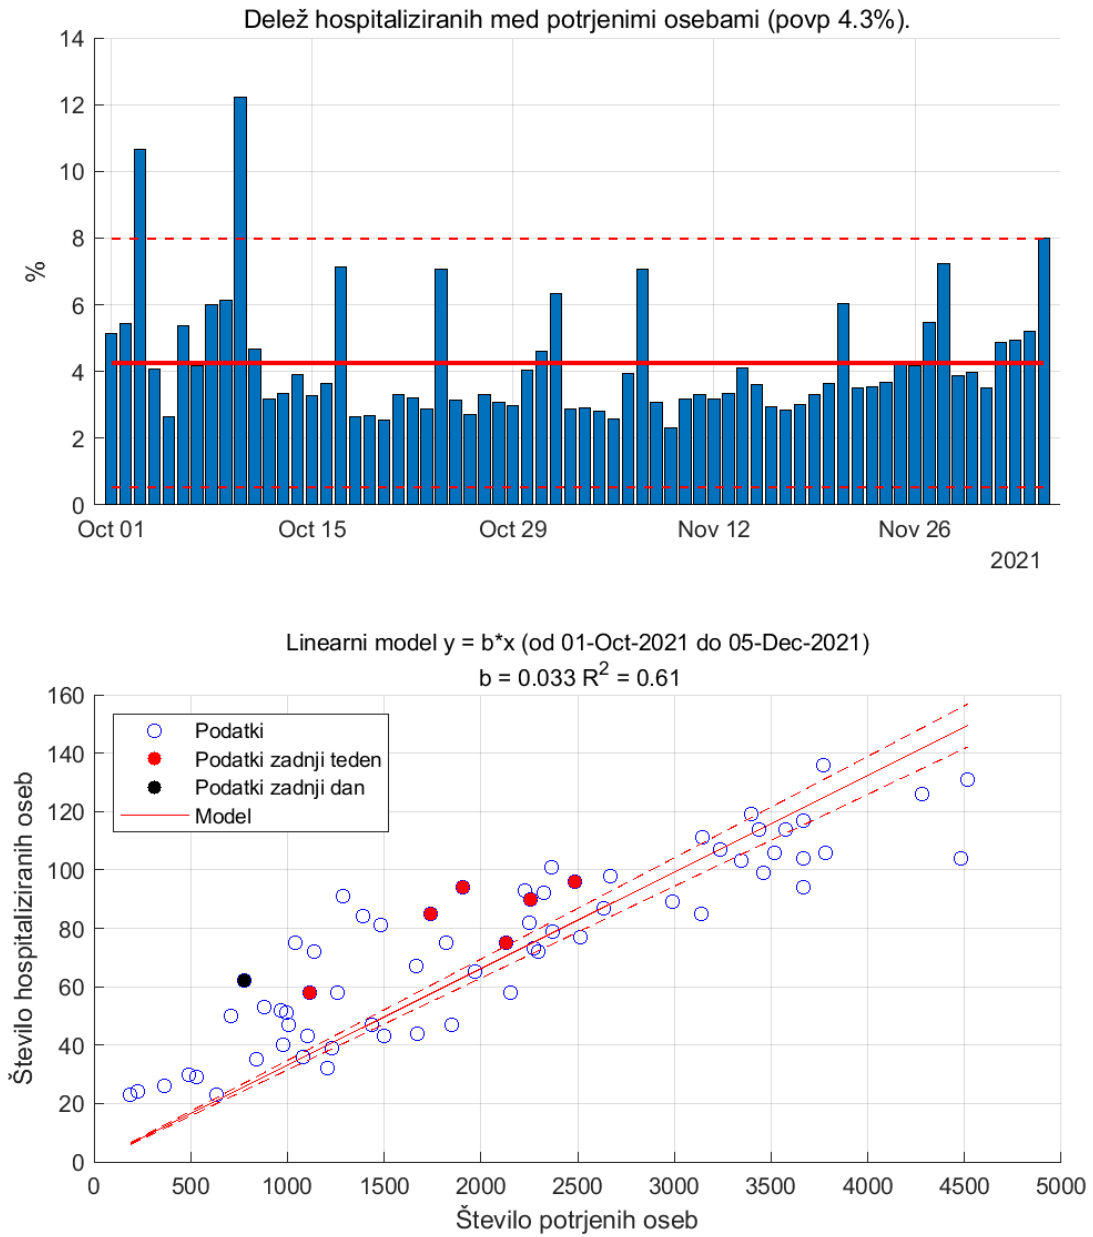 Delež hospitaliziranih med potrjenimi osebami (povp 4.3%).
14
12
10
8
6
4
2
0
%
Oct 01 Oct 15 Oct 29 Nov 12 Nov 26
2021
Linearni model y = b*x (od 01-Oct-2021 do 05-Dec-2021)
b = 0.033 R² = 0.61
160
140
120
100
80
60
40
20
0
Število hospitaliziranih oseb
Podatki
Podatki zadnji teden
Podatki zadnji dan
Model
0 500 1000 1500 2000 2500 3000 3500 4000 4500 5000
Število potrjenih oseb